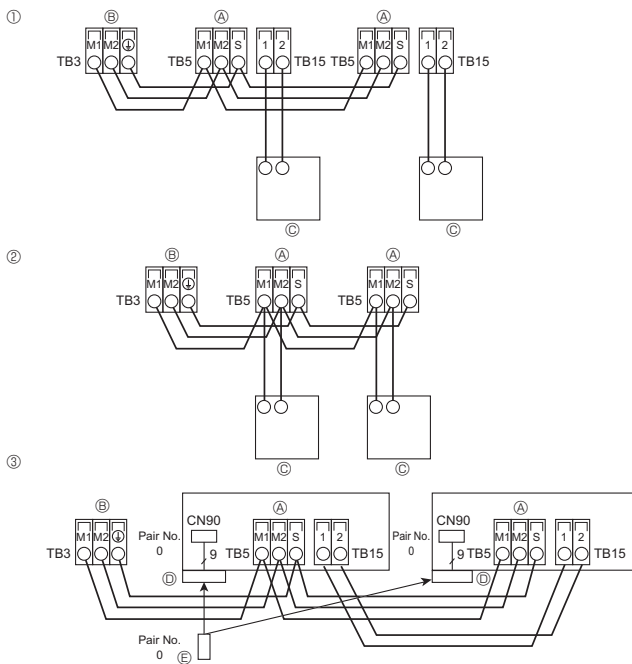 ①
Ⓑ Ⓐ Ⓐ
TB3 M1 M2 ⏚ TB5 M1 M2 S 1 2 TB15 M1 M2 S 1 2 TB15
Ⓒ Ⓒ
②
Ⓑ Ⓐ Ⓐ
TB3 M1 M2 ⏚ TB5 M1 M2 S TB5 M1 M2 S
Ⓒ Ⓒ
③
Ⓑ Ⓐ Ⓐ
CN90 CN90
Pair No. Pair No.
0 0
TB3 M1 M2 ⏚ 9 TB5 M1 M2 S 1 2 TB15 9 TB5 M1 M2 S 1 2 TB15
Ⓓ Ⓓ
Pair No.
0 Ⓔ